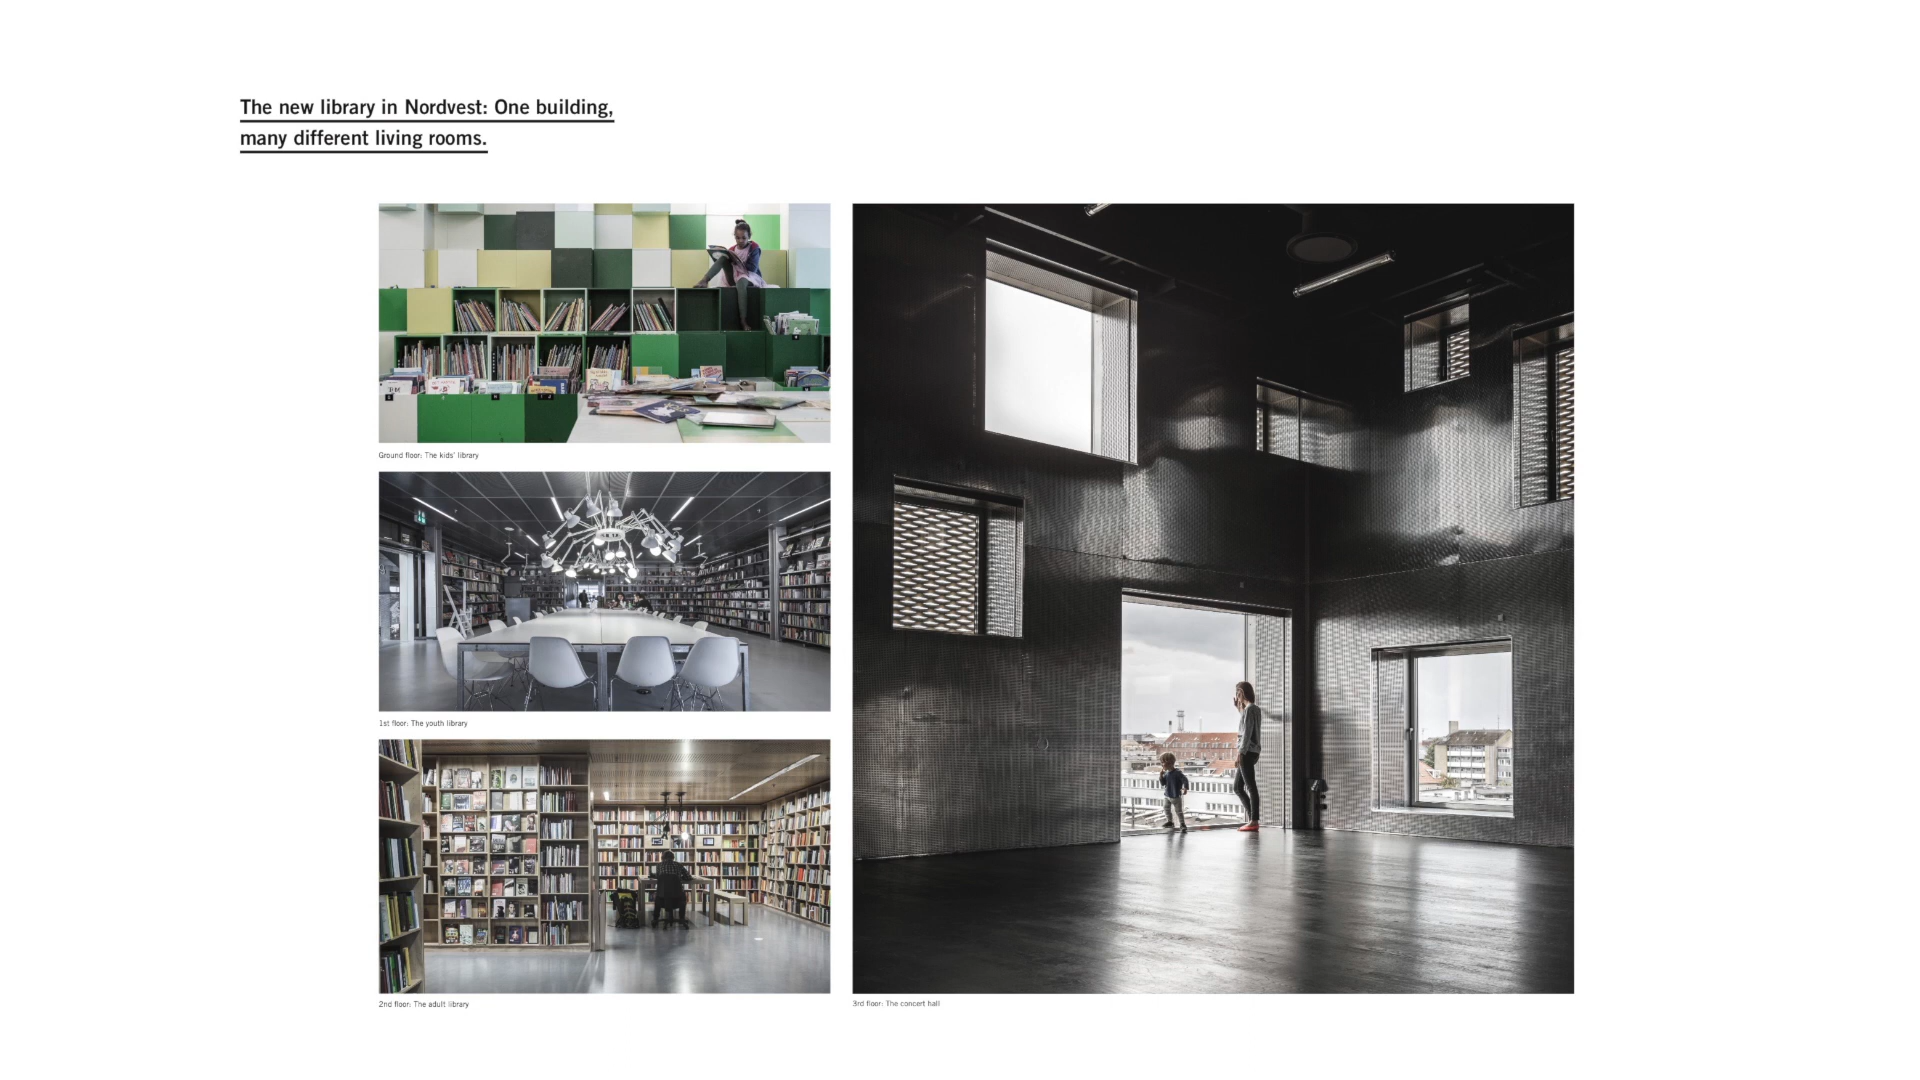 The new library in Nordvest: One building,
many different living rooms.
Ground floor: The kids' library
1st floor: The youth library
2nd floor: The adult library
3rd floor: The concert hall